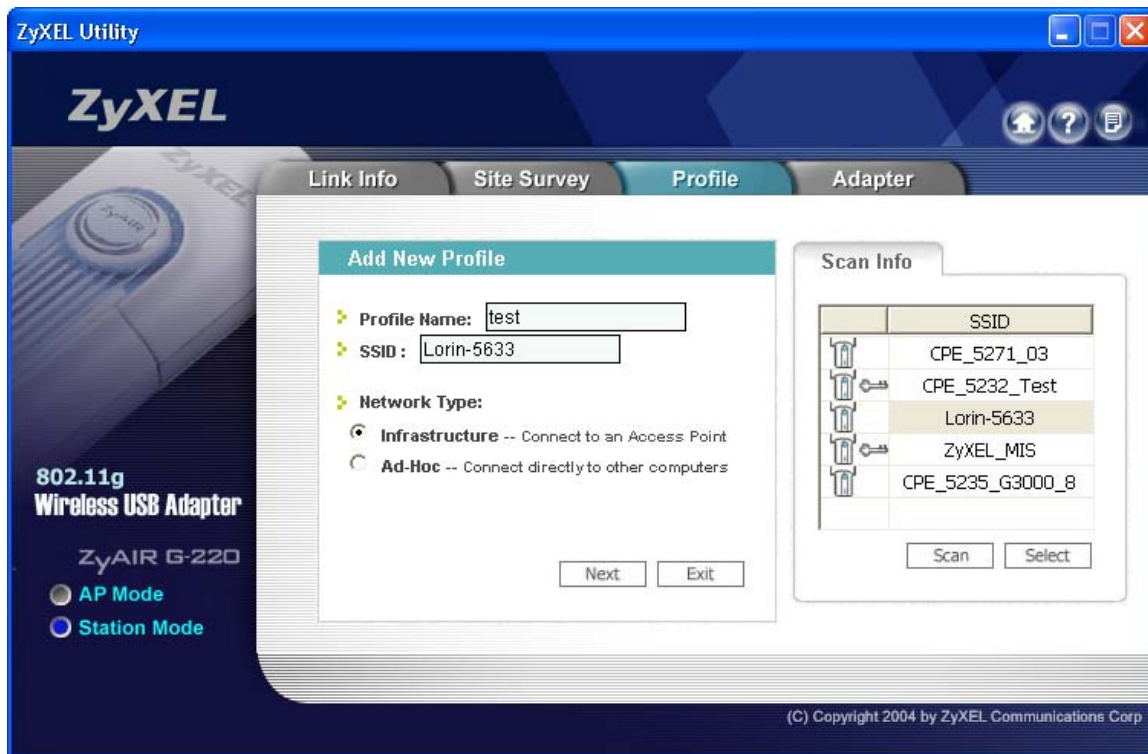 ZyXEL Utility
ZyXEL
Link Info
Site Survey
Profile
Adapter
ZyXEL
ZyAIR
Add New Profile
Profile Name: test
SSID : Lorin-5633
Network Type:
Infrastructure -- Connect to an Access Point
Ad-Hoc -- Connect directly to other computers
Next
Exit
Scan Info
SSID
CPE_5271_03
CPE_5232_Test
Lorin-5633
ZyXEL_MIS
CPE_5235_G3000_8
Scan
Select
802.11g
Wireless USB Adapter
ZyAIR G-220
AP Mode
Station Mode
(C) Copyright 2004 by ZyXEL Communications Corp